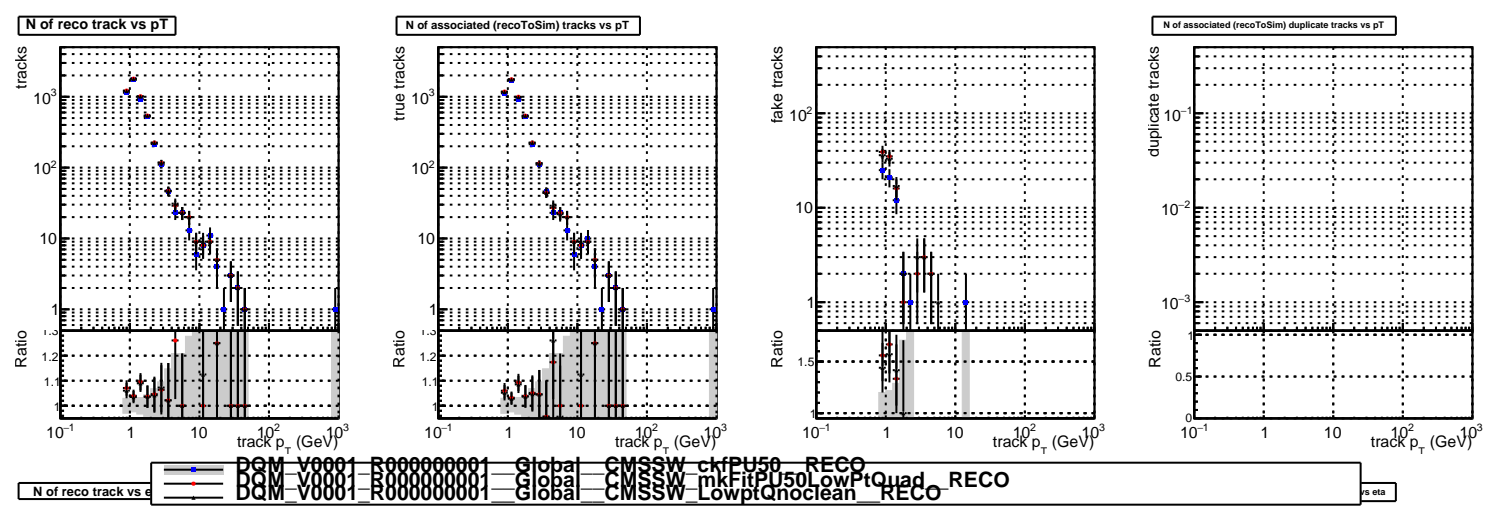 N of reco track vs pT
N of associated (recoToSim) tracks vs pT
N of associated (recoToSim) duplicate tracks vs pT
tracks
10³
10²
10
1
Ratio
1.3
1.2
1.1
1
10⁻¹ 1 10 10² 10³
track p_T (GeV)
true tracks
10³
10²
10
1
Ratio
1.3
1.2
1.1
1
10⁻¹ 1 10 10² 10³
track p_T (GeV)
fake tracks
10²
10
1
Ratio
1.5
1
10⁻¹ 1 10 10² 10³
track p_T (GeV)
duplicate tracks
10⁻¹
10⁻²
10⁻³
Ratio
1
0.5
0
10⁻¹ 1 10 10² 10³
track p_T (GeV)
DQM_V0001_R000000001__Global__CMSSW_ckfPU50__RECO
DQM_V0001_R000000001__Global__CMSSW_mkFitPU50LowPtQuad__RECO
DQM_V0001_R000000001__Global__CMSSW_LowptQnoclean__RECO
N of reco track vs e
vs eta